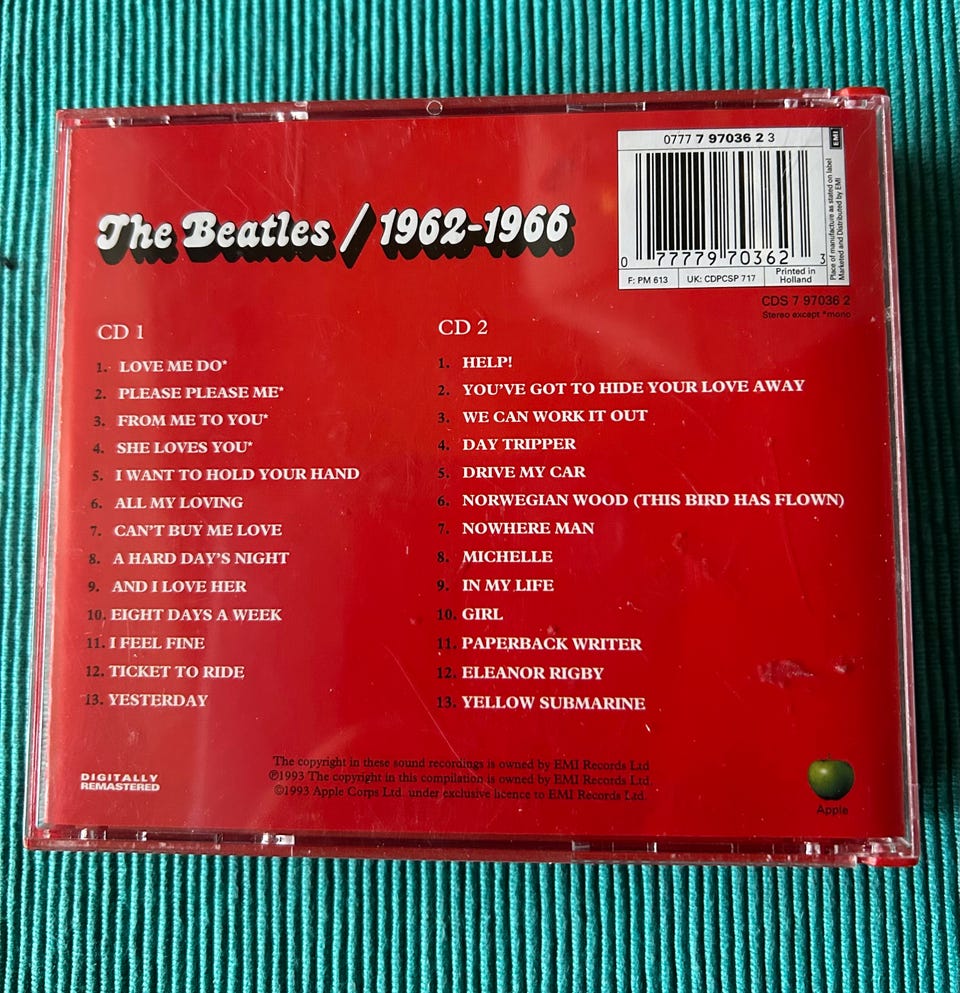 0777 7 97036 2 3
EMI
Place of manufacture as stated on label
Marketed and Distributed by EMI
0 77779 70362 3
F: PM 613
UK: CDPCSP 717
Printed in
Holland
CDS 7 97036 2
Stereo except *mono
The Beatles / 1962-1966
CD 1
1. LOVE ME DO*
2. PLEASE PLEASE ME*
3. FROM ME TO YOU*
4. SHE LOVES YOU*
5. I WANT TO HOLD YOUR HAND
6. ALL MY LOVING
7. CAN'T BUY ME LOVE
8. A HARD DAY'S NIGHT
9. AND I LOVE HER
10. EIGHT DAYS A WEEK
11. I FEEL FINE
12. TICKET TO RIDE
13. YESTERDAY
CD 2
1. HELP!
2. YOU'VE GOT TO HIDE YOUR LOVE AWAY
3. WE CAN WORK IT OUT
4. DAY TRIPPER
5. DRIVE MY CAR
6. NORWEGIAN WOOD (THIS BIRD HAS FLOWN)
7. NOWHERE MAN
8. MICHELLE
9. IN MY LIFE
10. GIRL
11. PAPERBACK WRITER
12. ELEANOR RIGBY
13. YELLOW SUBMARINE
DIGITALLY
REMASTERED
The copyright in these sound recordings is owned by EMI Records Ltd
℗1993 The copyright in this compilation is owned by EMI Records Ltd.
©1993 Apple Corps Ltd. under exclusive licence to EMI Records Ltd.
Apple